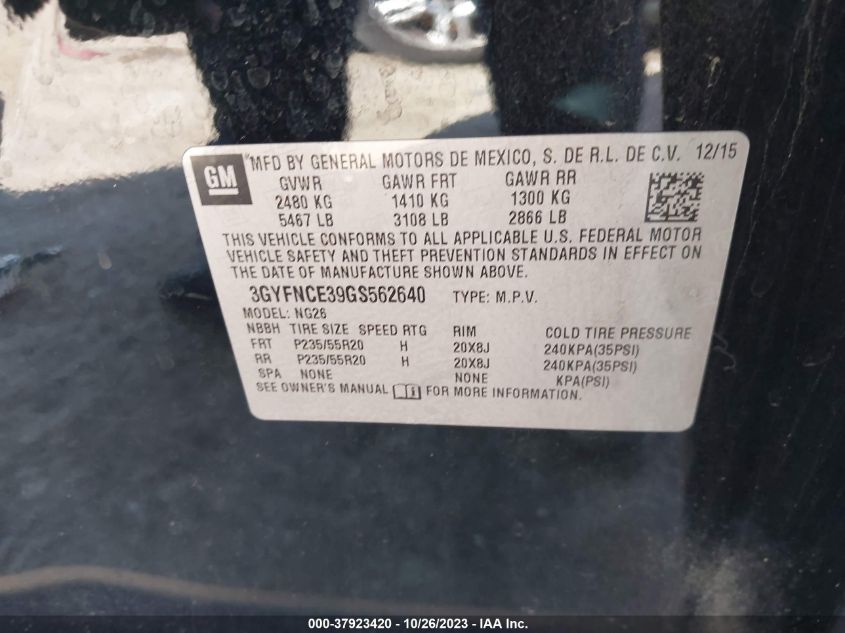 GM
MFD BY GENERAL MOTORS DE MEXICO, S. DE R.L. DE C.V. 12/15
GVWR GAWR FRT GAWR RR
2480 KG 1410 KG 1300 KG
5467 LB 3108 LB 2866 LB
THIS VEHICLE CONFORMS TO ALL APPLICABLE U.S. FEDERAL MOTOR
VEHICLE SAFETY AND THEFT PREVENTION STANDARDS IN EFFECT ON
THE DATE OF MANUFACTURE SHOWN ABOVE.
3GYFNCE39GS562640 TYPE: M.P.V.
MODEL: NG26
NBBH TIRE SIZE SPEED RTG RIM COLD TIRE PRESSURE
FRT P235/55R20 H 20X8J 240KPA(35PSI)
RR P235/55R20 H 20X8J 240KPA(35PSI)
SPA NONE NONE KPA(PSI)
SEE OWNER'S MANUAL FOR MORE INFORMATION.
000-37923420 - 10/26/2023 - IAA Inc.